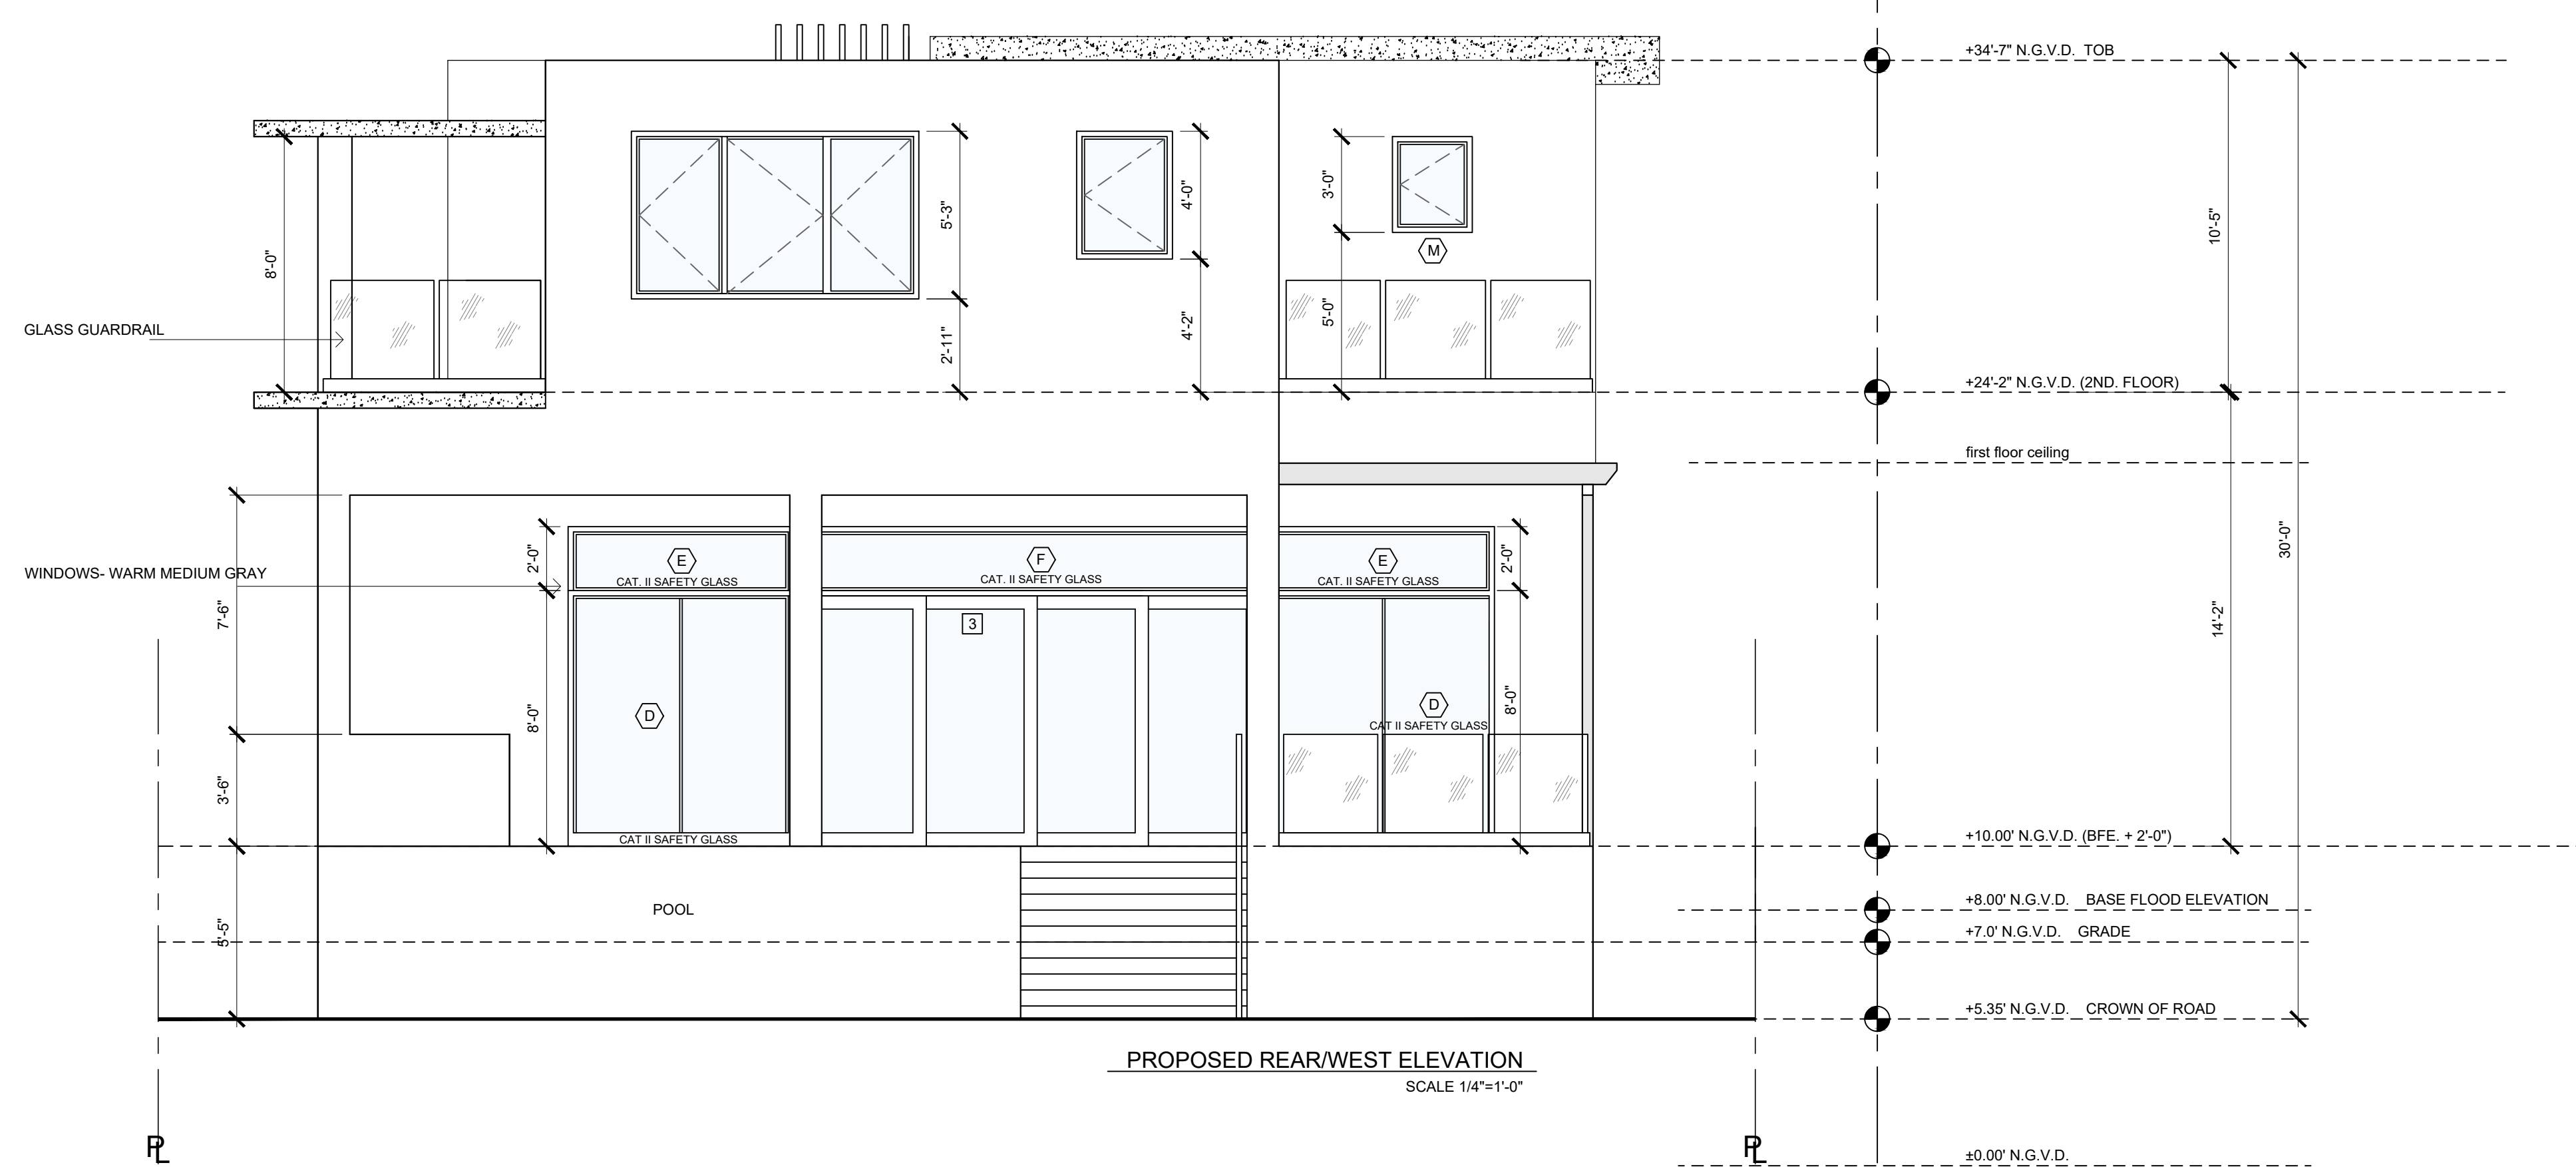 +34'-7" N.G.V.D. TOB
5'-3"
4'-0"
3'-0"
10'-5"
M
8'-0"
30'-0"
GLASS GUARDRAIL
2'-11"
4'-2"
5'-0"
+24'-2" N.G.V.D. (2ND. FLOOR)
first floor ceiling
2'-0"
E
CAT. II SAFETY GLASS
F
CAT. II SAFETY GLASS
E
CAT. II SAFETY GLASS
2'-0"
WINDOWS- WARM MEDIUM GRAY
7'-6"
3
14'-2"
8'-0"
D
D
CAT II SAFETY GLASS
8'-0"
3'-6"
CAT II SAFETY GLASS
+10.00' N.G.V.D. (BFE. + 2'-0")
POOL
+8.00' N.G.V.D. BASE FLOOD ELEVATION
5'-5"
+7.0' N.G.V.D. GRADE
+5.35' N.G.V.D. CROWN OF ROAD
PROPOSED REAR/WEST ELEVATION
SCALE 1/4"=1'-0"
PL
PL
±0.00' N.G.V.D.